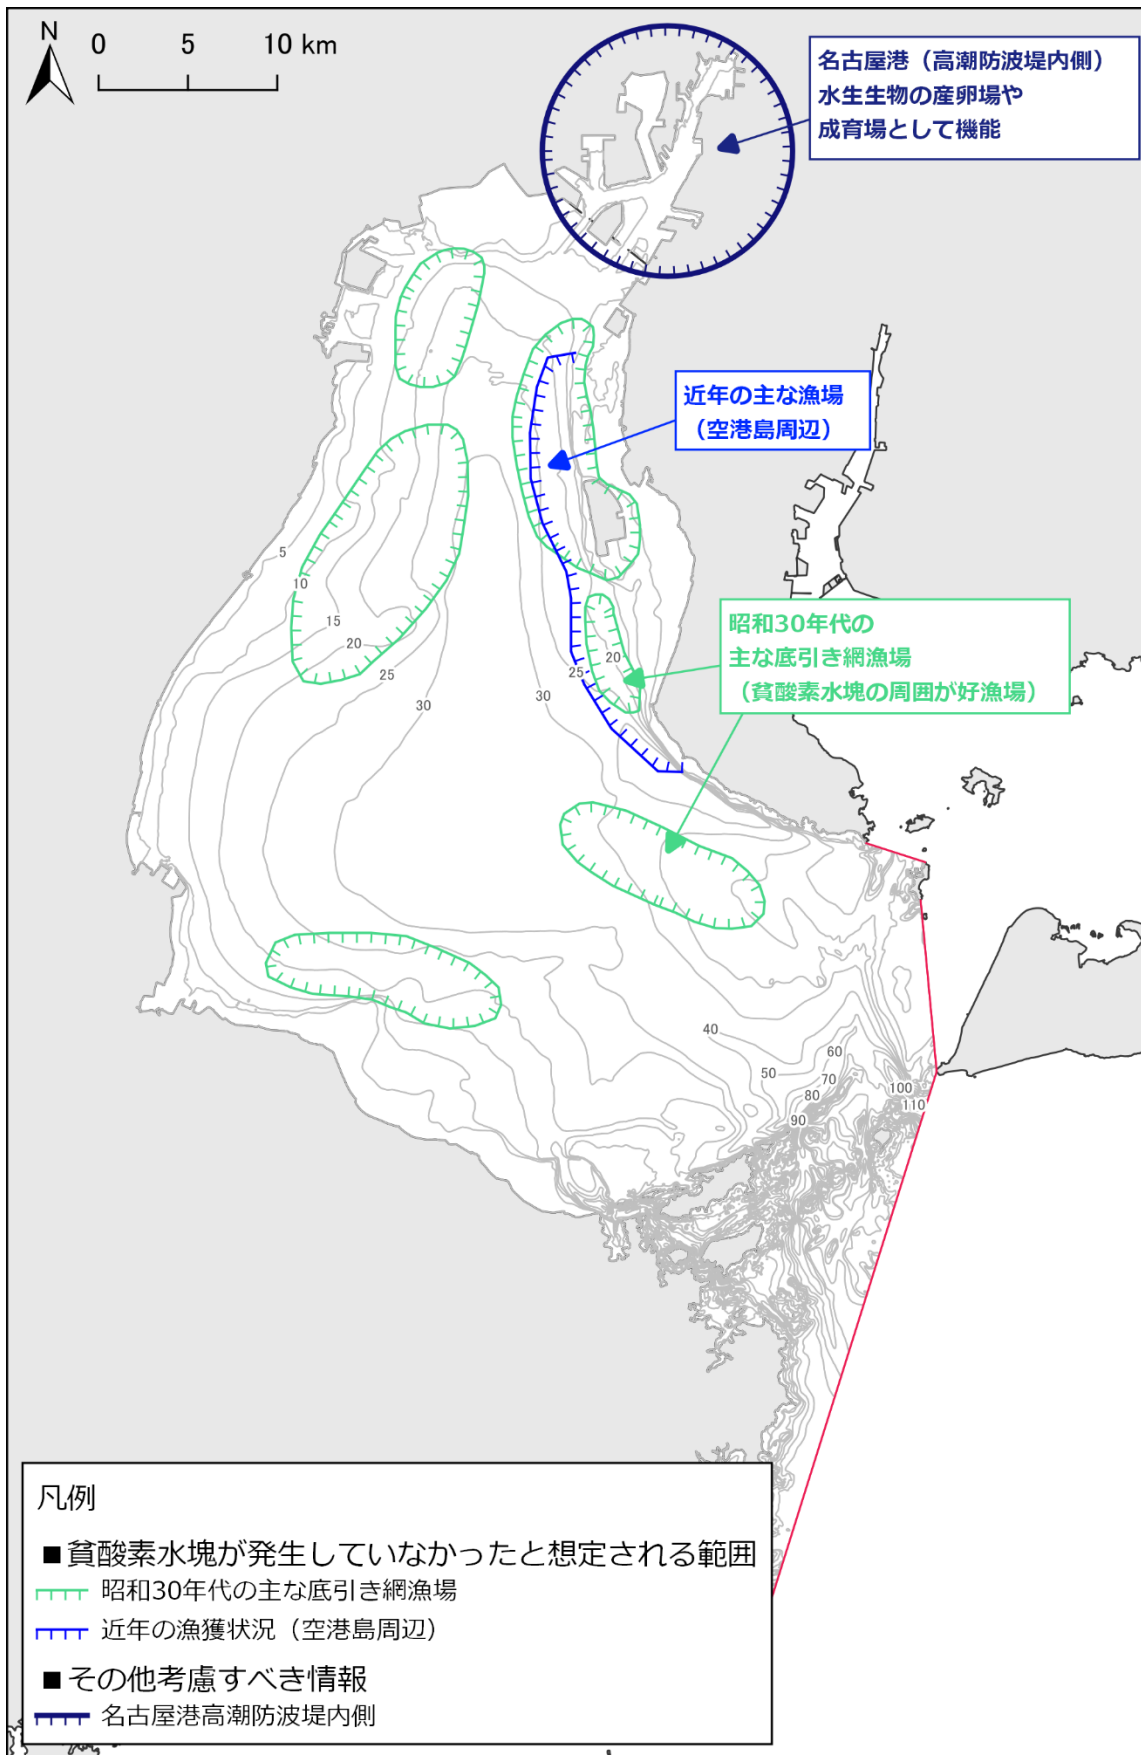 N
0 5 10 km
名古屋港（高潮防波堤内側）
水生生物の産卵場や
成育場として機能
近年の主な漁場
（空港島周辺）
昭和30年代の
主な底引き網漁場
（貧酸素水塊の周囲が好漁場）
5
10
15
20
25
30
30
25
20
40
50
60
70
80
90
100
110
凡例
■貧酸素水塊が発生していなかったと想定される範囲
昭和30年代の主な底引き網漁場
近年の漁獲状況（空港島周辺）
■その他考慮すべき情報
名古屋港高潮防波堤内側